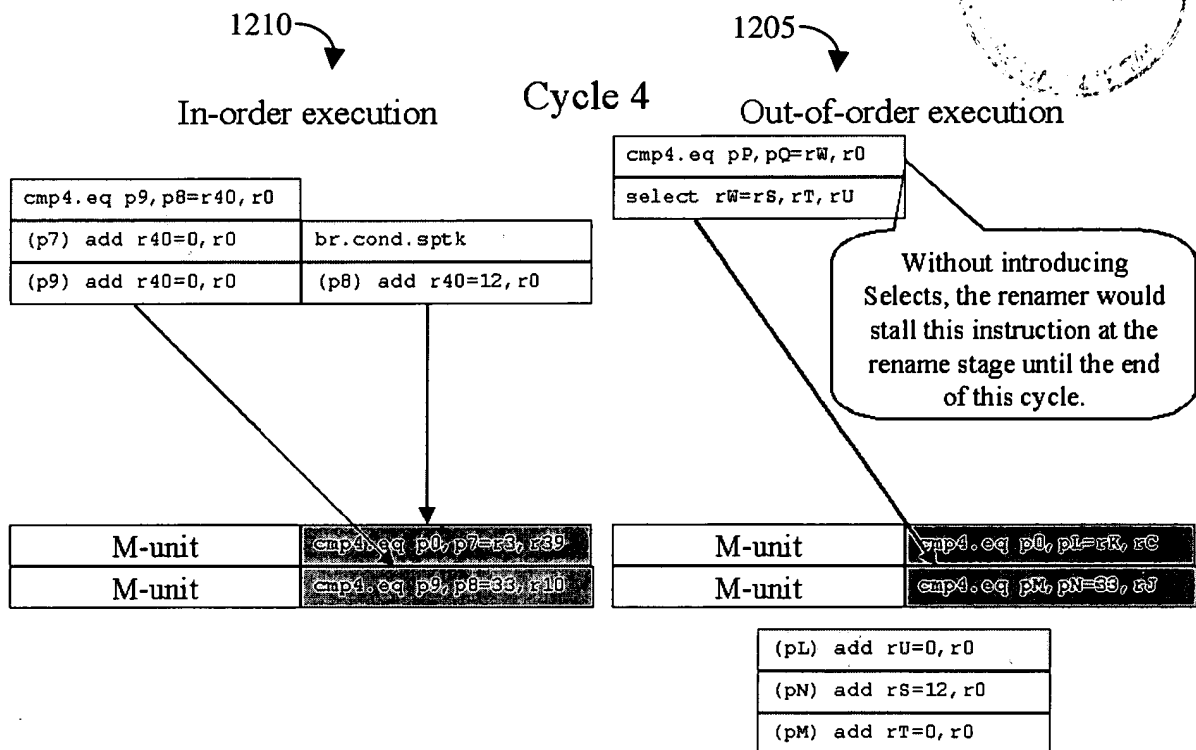 1210
1205
Cycle 4
In-order execution
Out-of-order execution
cmp4.eq p9,p8=r40,r0
(p7) add r40=0,r0
br.cond.sptk
(p9) add r40=0,r0
(p8) add r40=12,r0
cmp4.eq pP,pQ=rW,r0
select rW=rS,rT,rU
Without introducing
Selects, the renamer would
stall this instruction at the
rename stage until the end
of this cycle.
M-unit
cmp4.eq p0,p7=r3,r39
M-unit
cmp4.eq p9,p8=33,r10
M-unit
cmp4.eq p0,pL=rK,rC
M-unit
cmp4.eq pM,pN=33,rJ
(pL) add rU=0,r0
(pN) add rS=12,r0
(pM) add rT=0,r0